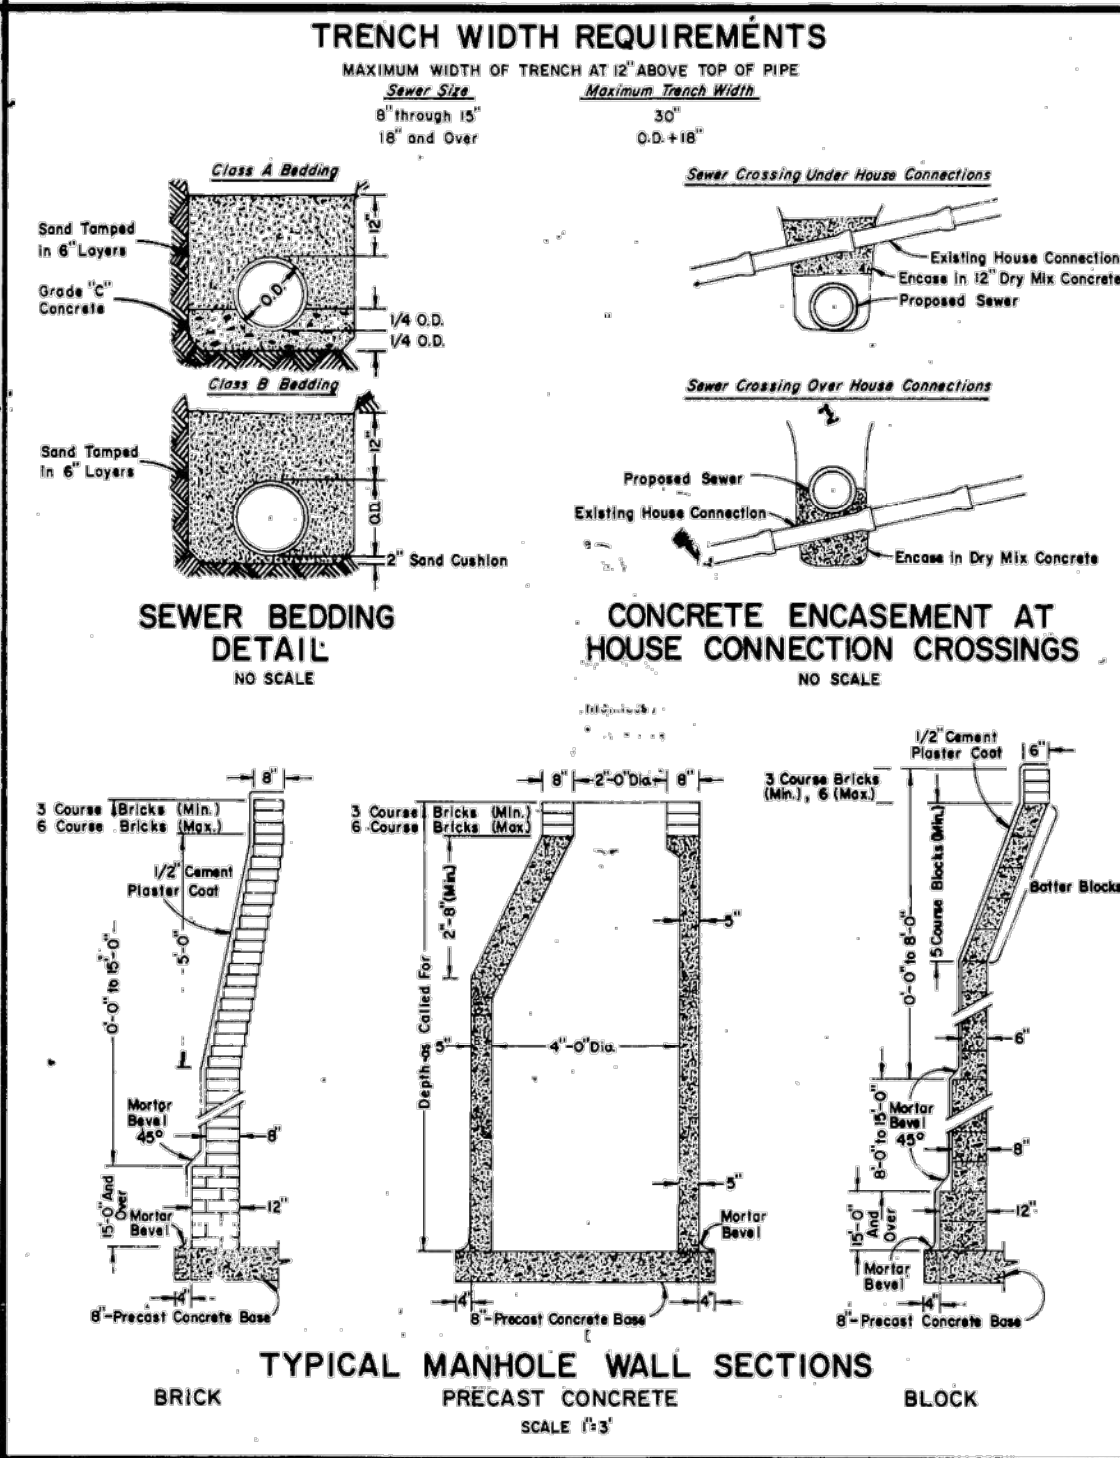 TRENCH WIDTH REQUIREMENTS
MAXIMUM WIDTH OF TRENCH AT 12" ABOVE TOP OF PIPE
Sewer Size Maximum Trench Width
8" through 15" 30"
18" and Over O.D. + 18"
Class A Bedding
Sand Tamped
in 6" Layers
Grade "C"
Concrete
12"
O.D.
1/4 O.D.
1/4 O.D.
Class B Bedding
Sand Tamped
in 6" Layers
12"
O.D.
2" Sand Cushion
SEWER BEDDING
DETAIL
NO SCALE
Sewer Crossing Under House Connections
Existing House Connection
Encase in 12" Dry Mix Concrete
Proposed Sewer
Sewer Crossing Over House Connections
Proposed Sewer
Existing House Connection
Encase in Dry Mix Concrete
CONCRETE ENCASEMENT AT
HOUSE CONNECTION CROSSINGS
NO SCALE
8"
3 Course Bricks (Min.)
6 Course Bricks (Max.)
1/2" Cement
Plaster Coat
5'-0"
0'-0" to 15'-0"
Mortar
Bevel
45°
8"
15'-0" And
Over
12"
Mortar
Bevel
4"
8"-Precast Concrete Base
8" 2'-0" Dia. 8"
3 Course Bricks (Min.)
6 Course Bricks (Max)
2'-8" (Min.)
Depth-as Called For
5"
5" 4'-0" Dia.
5"
Mortar
Bevel
4" 4"
8"-Precast Concrete Base
1/2" Cement
Plaster Coat
6"
3 Course Bricks
(Min.), 6 (Max.)
5 Course Blocks (Min.)
Batter Blocks
0'-0" to 8'-0"
6"
8'-0" to 15'-0"
Mortar
Bevel
45°
8"
15'-0"
And
Over
12"
Mortar
Bevel
4"
8"-Precast Concrete Base
TYPICAL MANHOLE WALL SECTIONS
BRICK PRECAST CONCRETE BLOCK
SCALE 1"=3'